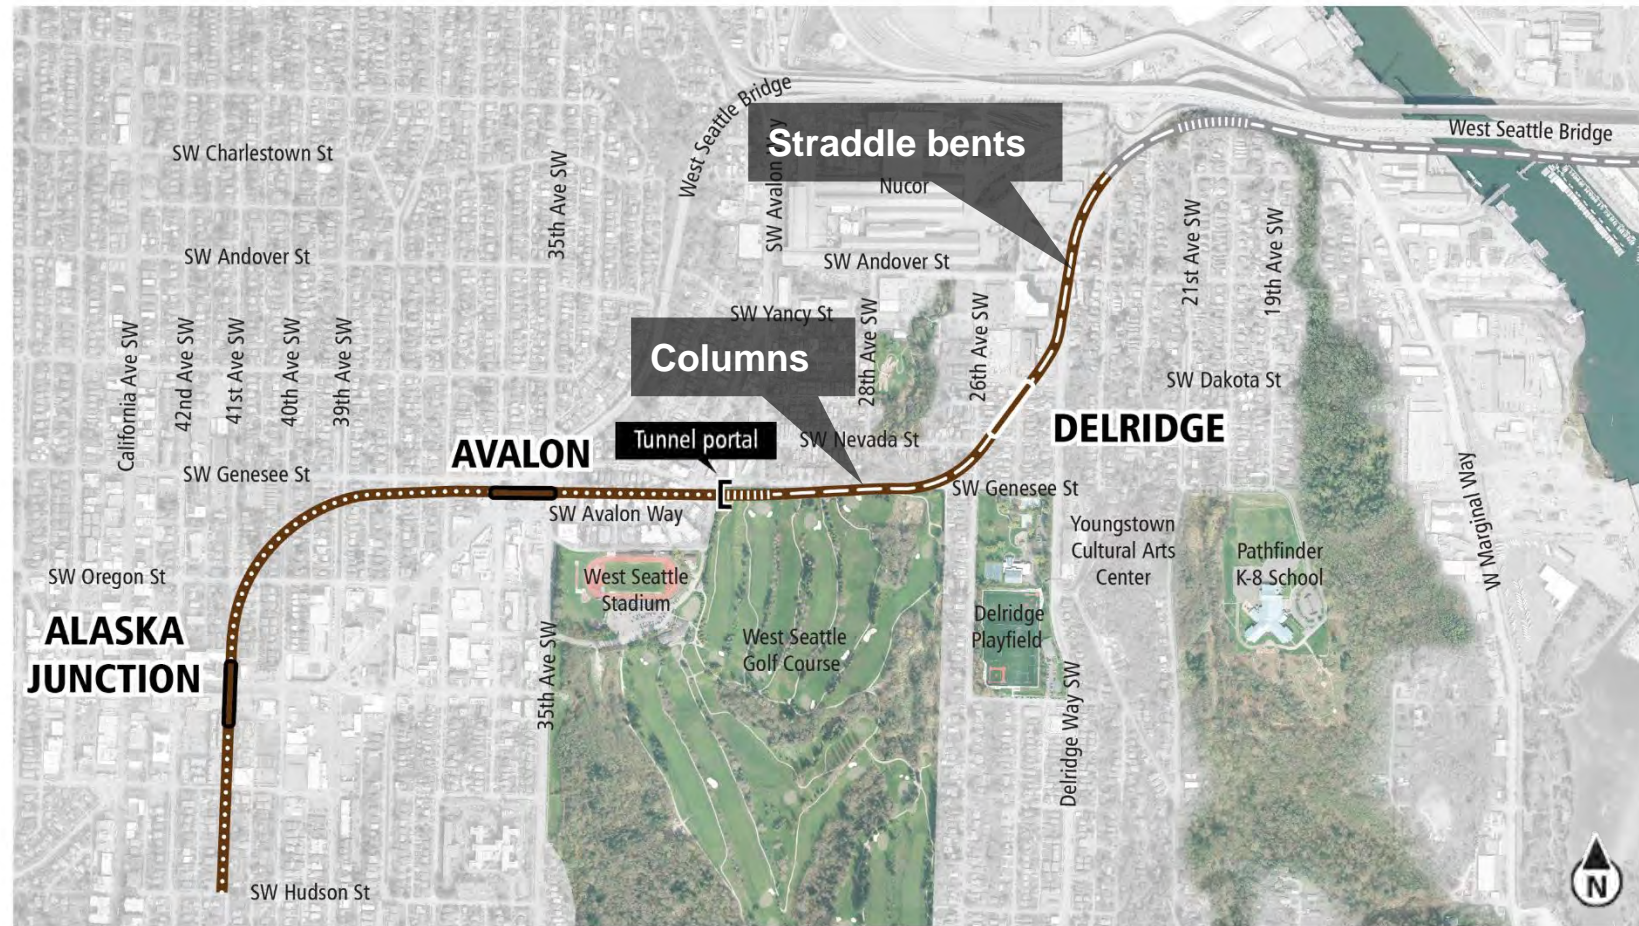 West Seattle Bridge
West Seattle Bridge
Straddle bents
SW Charlestown St
35th Ave SW
SW Avalon Way
Nucor
SW Andover St
SW Andover St
21st Ave SW
19th Ave SW
SW Yancy St
28th Ave SW
26th Ave SW
California Ave SW
42nd Ave SW
41st Ave SW
40th Ave SW
39th Ave SW
Columns
SW Dakota St
AVALON
Tunnel portal
SW Nevada St
DELRIDGE
SW Genesee St
SW Genesee St
SW Avalon Way
W Marginal Way
Youngstown
Cultural Arts
Center
Pathfinder
K-8 School
SW Oregon St
West Seattle
Stadium
ALASKA
JUNCTION
West Seattle
Golf Course
Delridge
Playfield
35th Ave SW
Delridge Way SW
SW Hudson St
N